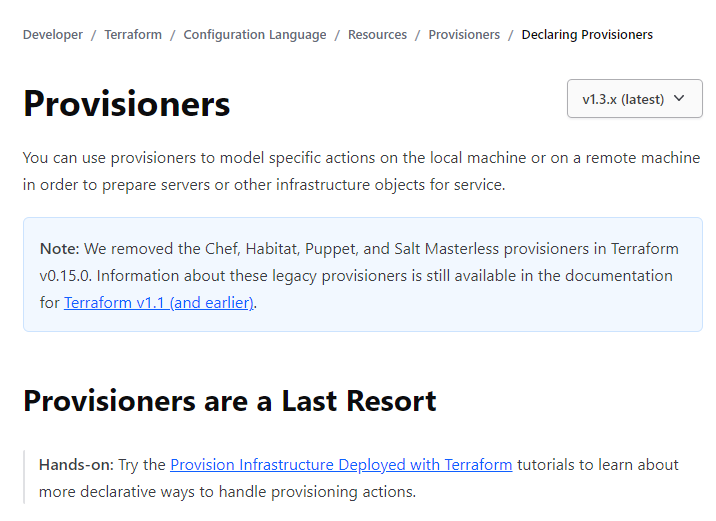 Developer / Terraform / Configuration Language / Resources / Provisioners / Declaring Provisioners
Provisioners
v1.3.x (latest)
You can use provisioners to model specific actions on the local machine or on a remote machine
in order to prepare servers or other infrastructure objects for service.
Note: We removed the Chef, Habitat, Puppet, and Salt Masterless provisioners in Terraform
v0.15.0. Information about these legacy provisioners is still available in the documentation
for Terraform v1.1 (and earlier).
Provisioners are a Last Resort
Hands-on: Try the Provision Infrastructure Deployed with Terraform tutorials to learn about
more declarative ways to handle provisioning actions.